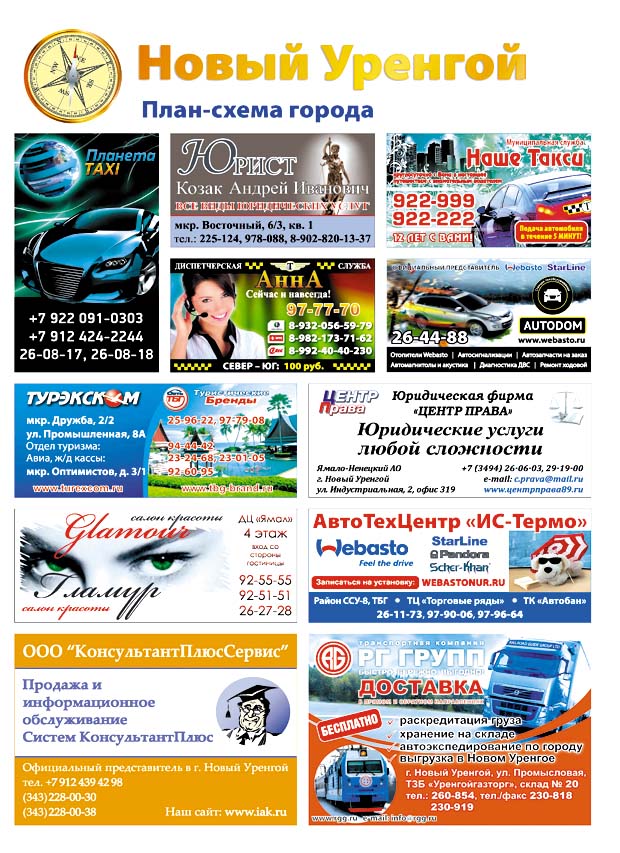 Новый Уренгой
План-схема города
Планета
TAXI
+7 922 091-0303
+7 912 424-2244
26-08-17, 26-08-18
Юрист
Козак Андрей Иванович
ВСЕ ВИДЫ ЮРИДИЧЕСКИХ УСЛУГ
мкр. Восточный, 6/3, кв. 1
тел.: 225-124, 978-088, 8-902-820-13-37
Муниципальная служба
Наше Такси
922-999
922-222
12 ЛЕТ С ВАМИ!
Подача автомобиля
в течение 5 МИНУТ!
ДИСПЕТЧЕРСКАЯ СЛУЖБА
АннА
Сейчас и навсегда!
97-77-70
8-932-056-59-79
8-982-173-71-62
8-992-40-40-230
СЕВЕР – ЮГ: 100 руб.
ОФИЦИАЛЬНЫЙ ПРЕДСТАВИТЕЛЬ Webasto StarLine
26-44-88
AUTODOM
www.webasto.ru
Отопители Webasto | Автосигнализации | Автозапчасти на заказ
Автомагнитолы и акустика | Диагностика ДВС | Ремонт ходовой
ТУРЭКСКОМ
мкр. Дружба, 2/2
ул. Промышленная, 8А
Отдел туризма:
Авиа, ж/д кассы:
мкр. Оптимистов, д. 3/1
www.turexcom.ru
ТБГ
Туристические
Бренды
25-96-22, 97-79-08
94-44-42
23-24-68, 23-01-05
92-60-95
www.tbg-brand.ru
ЦЕНТР
Права
Юридическая фирма
«ЦЕНТР ПРАВА»
Юридические услуги
любой сложности
Ямало-Ненецкий АО
г. Новый Уренгой
ул. Индустриальная, 2, офис 319
+7 (3494) 26-06-03, 29-19-00
e-mail: c.prava@mail.ru
www.центрправа89.ru
салон красоты
Glamour
Гламур
салон красоты
ДЦ «Ямал»
4 этаж
вход со
стороны
гостиницы
92-55-55
92-51-51
26-27-28
АвтоТехЦентр «ИС-Термо»
Webasto
Feel the drive
StarLine
Pandora
Scher-Khan
Записаться на установку: WEBASTONUR.RU
Район ССУ-8, ТБГ • ТЦ «Торговые ряды» • ТК «Автобан»
26-11-73, 97-90-06, 97-96-64
ООО “КонсультантПлюсСервис”
Продажа и
информационное
обслуживание
Систем КонсультантПлюс
Официальный представитель в г. Новый Уренгой
тел. +7 912 439 42 98
(343) 228-00-30
(343) 228-00-38
Наш сайт: www.iak.ru
транспортная компания
РГ ГРУПП
БЫСТРО, БЕРЕЖНО, ВЫГОДНО!
ДОСТАВКА
В ПРЯМОМ И ОБРАТНОМ НАПРАВЛЕНИЯХ
БЕСПЛАТНО
раскредитация груза
хранение на складе
автоэкспедирование по городу
выгрузка в Новом Уренгое
г. Новый Уренгой, ул. Промысловая,
ТЗБ «Уренгойгазторг», склад № 20
тел.: 260-854, тел./факс 230-818
230-919
www.rgg.ru e-mail: info@rgg.ru